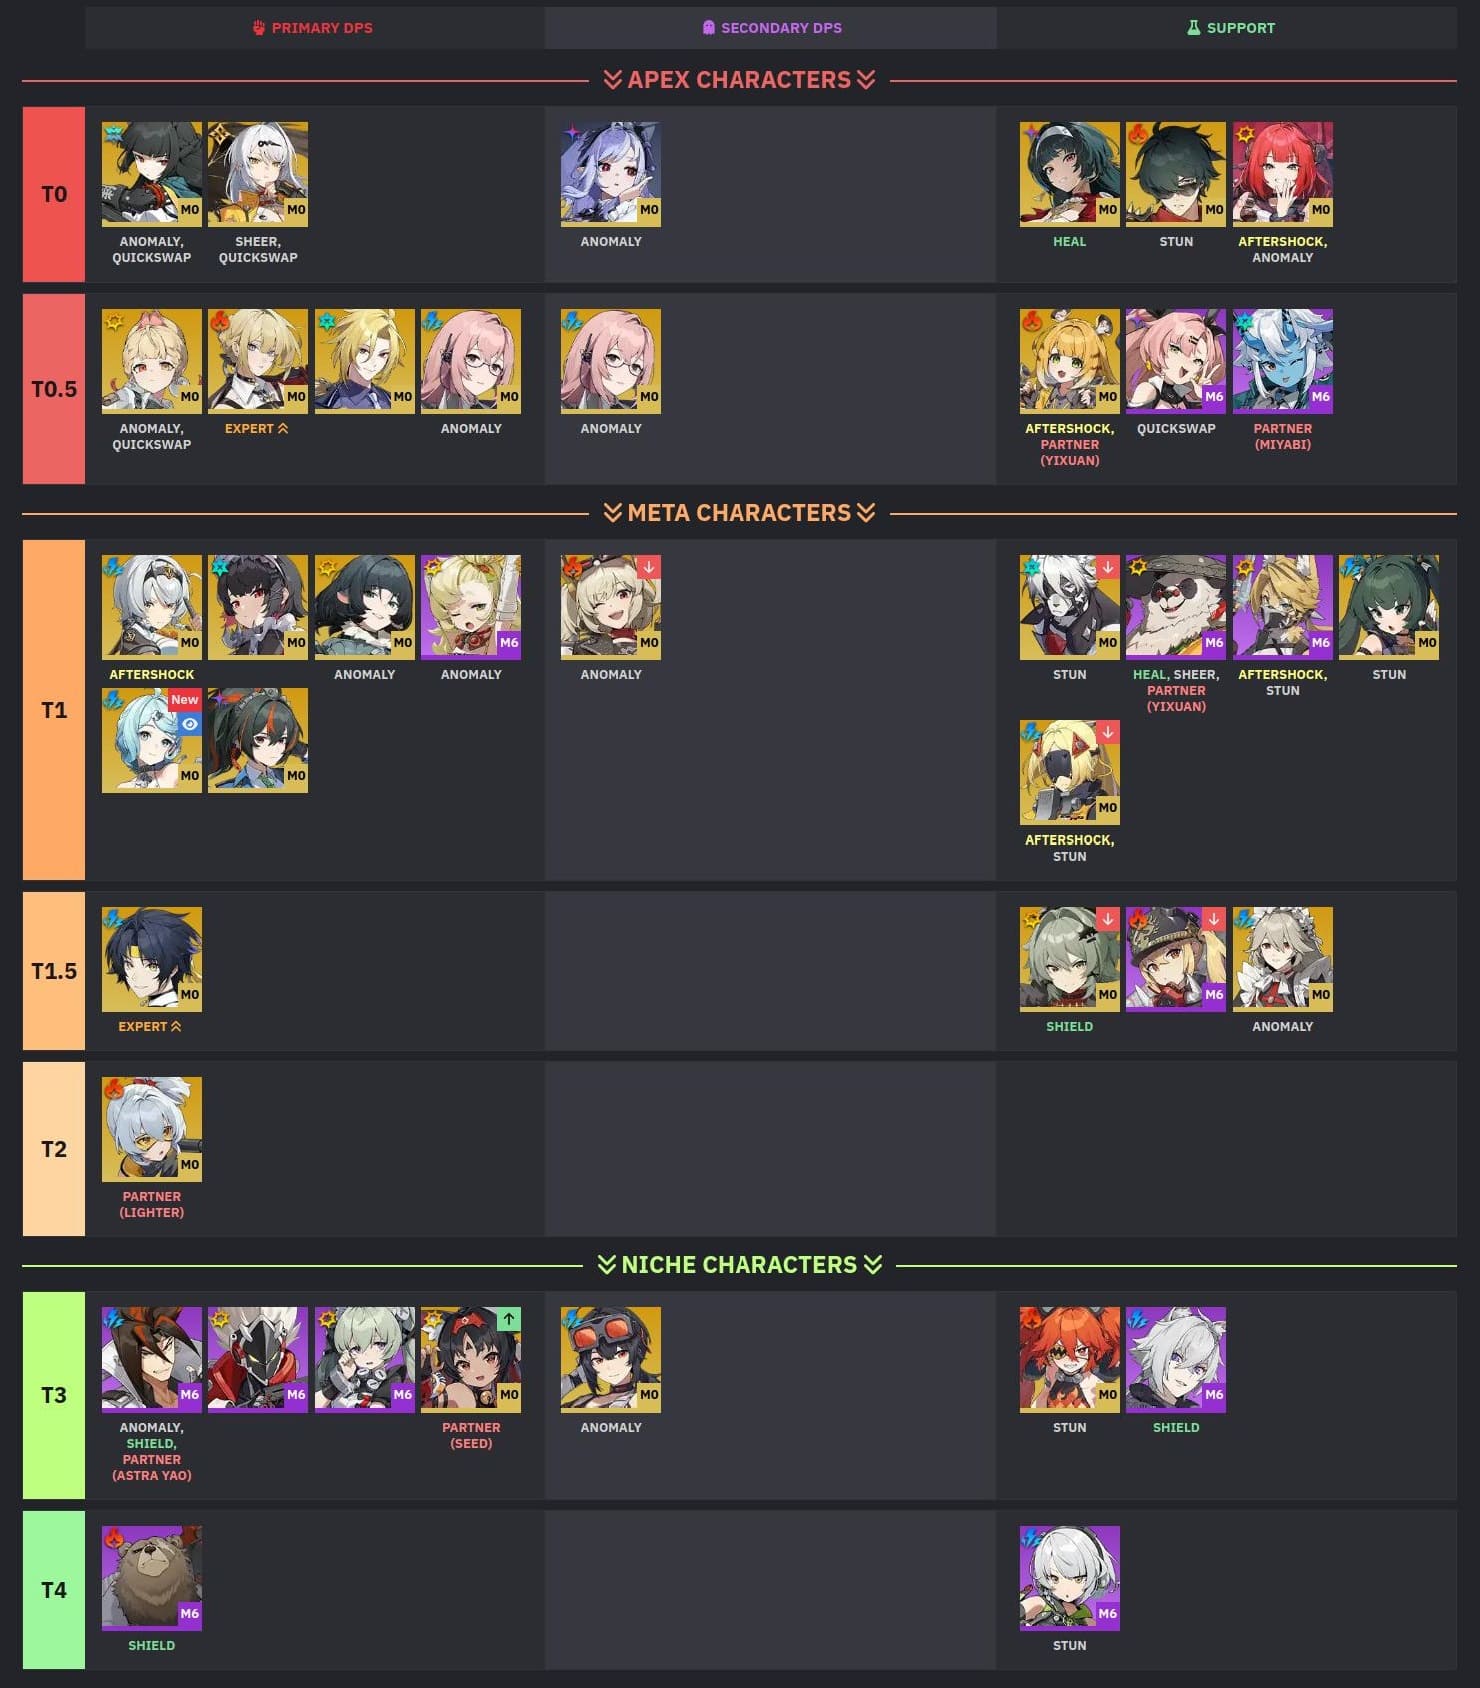 PRIMARY DPS
SECONDARY DPS
SUPPORT
APEX CHARACTERS
T0
M0
M0
M0
M0
M0
M0
ANOMALY,
QUICKSWAP
SHEER,
QUICKSWAP
ANOMALY
HEAL
STUN
AFTERSHOCK,
ANOMALY
T0.5
M0
M0
M0
M0
M0
M0
M6
M6
ANOMALY,
QUICKSWAP
EXPERT
ANOMALY
ANOMALY
AFTERSHOCK,
PARTNER
(YIXUAN)
QUICKSWAP
PARTNER
(MIYABI)
META CHARACTERS
T1
M0
M0
M0
M6
M0
M0
M6
M6
M0
AFTERSHOCK
ANOMALY
ANOMALY
ANOMALY
STUN
HEAL, SHEER,
PARTNER
(YIXUAN)
AFTERSHOCK,
STUN
STUN
New
M0
M0
M0
AFTERSHOCK,
STUN
T1.5
M0
M0
M6
M0
EXPERT
SHIELD
ANOMALY
T2
M0
PARTNER
(LIGHTER)
NICHE CHARACTERS
T3
M6
M6
M6
M0
M0
M0
M6
ANOMALY,
SHIELD,
PARTNER
(ASTRA YAO)
PARTNER
(SEED)
ANOMALY
STUN
SHIELD
T4
M6
M6
SHIELD
STUN